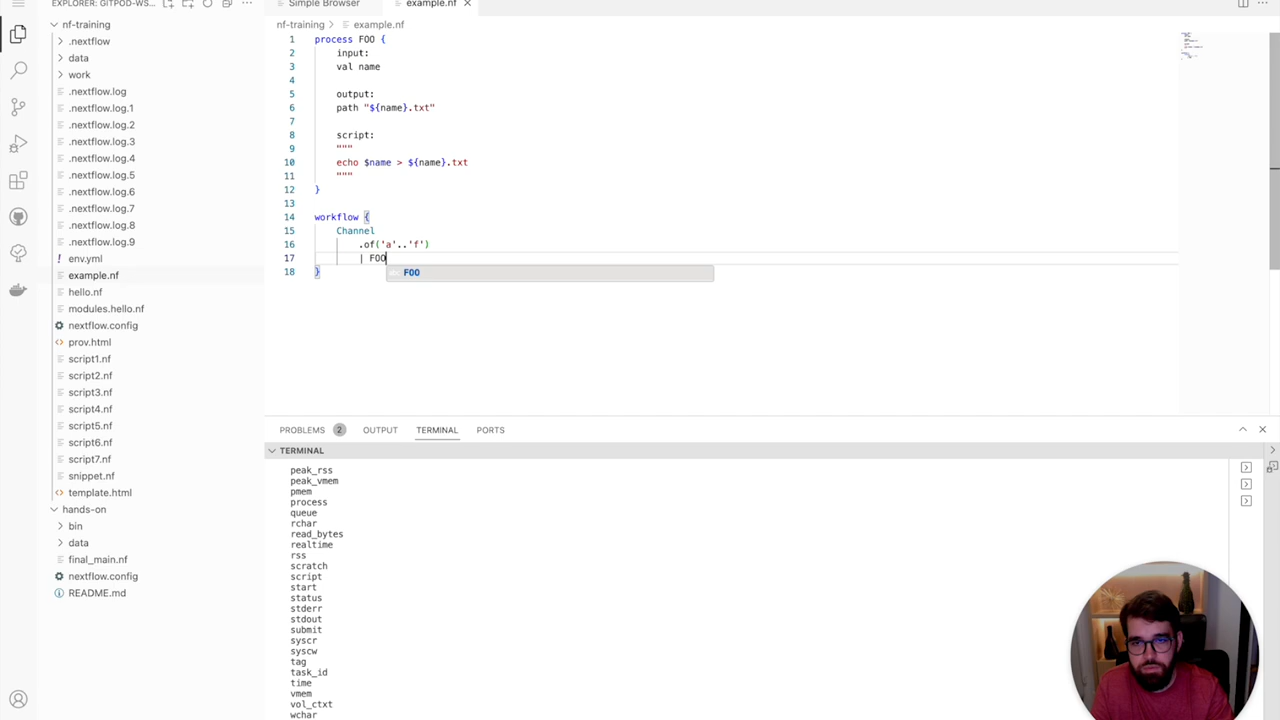 EXPLORER: GITPOD-WS...
nf-training
.nextflow
data
work
.nextflow.log
.nextflow.log.1
.nextflow.log.2
.nextflow.log.3
.nextflow.log.4
.nextflow.log.5
.nextflow.log.6
.nextflow.log.7
.nextflow.log.8
.nextflow.log.9
env.yml
example.nf
hello.nf
modules.hello.nf
nextflow.config
prov.html
script1.nf
script2.nf
script3.nf
script4.nf
script5.nf
script6.nf
script7.nf
snippet.nf
template.html
hands-on
bin
data
final_main.nf
nextflow.config
README.md
Simple Browser
example.nf
nf-training > example.nf
1 process FOO {
2 input:
3 val name
4
5 output:
6 path "${name}.txt"
7
8 script:
9 """
10 echo $name > ${name}.txt
11 """
12 }
13
14 workflow {
15 Channel
16 .of('a'..'f')
17 | FOO
18 }
abc FOO
PROBLEMS 2 OUTPUT TERMINAL PORTS
TERMINAL
peak_rss
peak_vmem
pmem
process
queue
rchar
read_bytes
realtime
rss
scratch
script
start
status
stderr
stdout
submit
syscr
syscw
tag
task_id
time
vmem
vol_ctxt
wchar